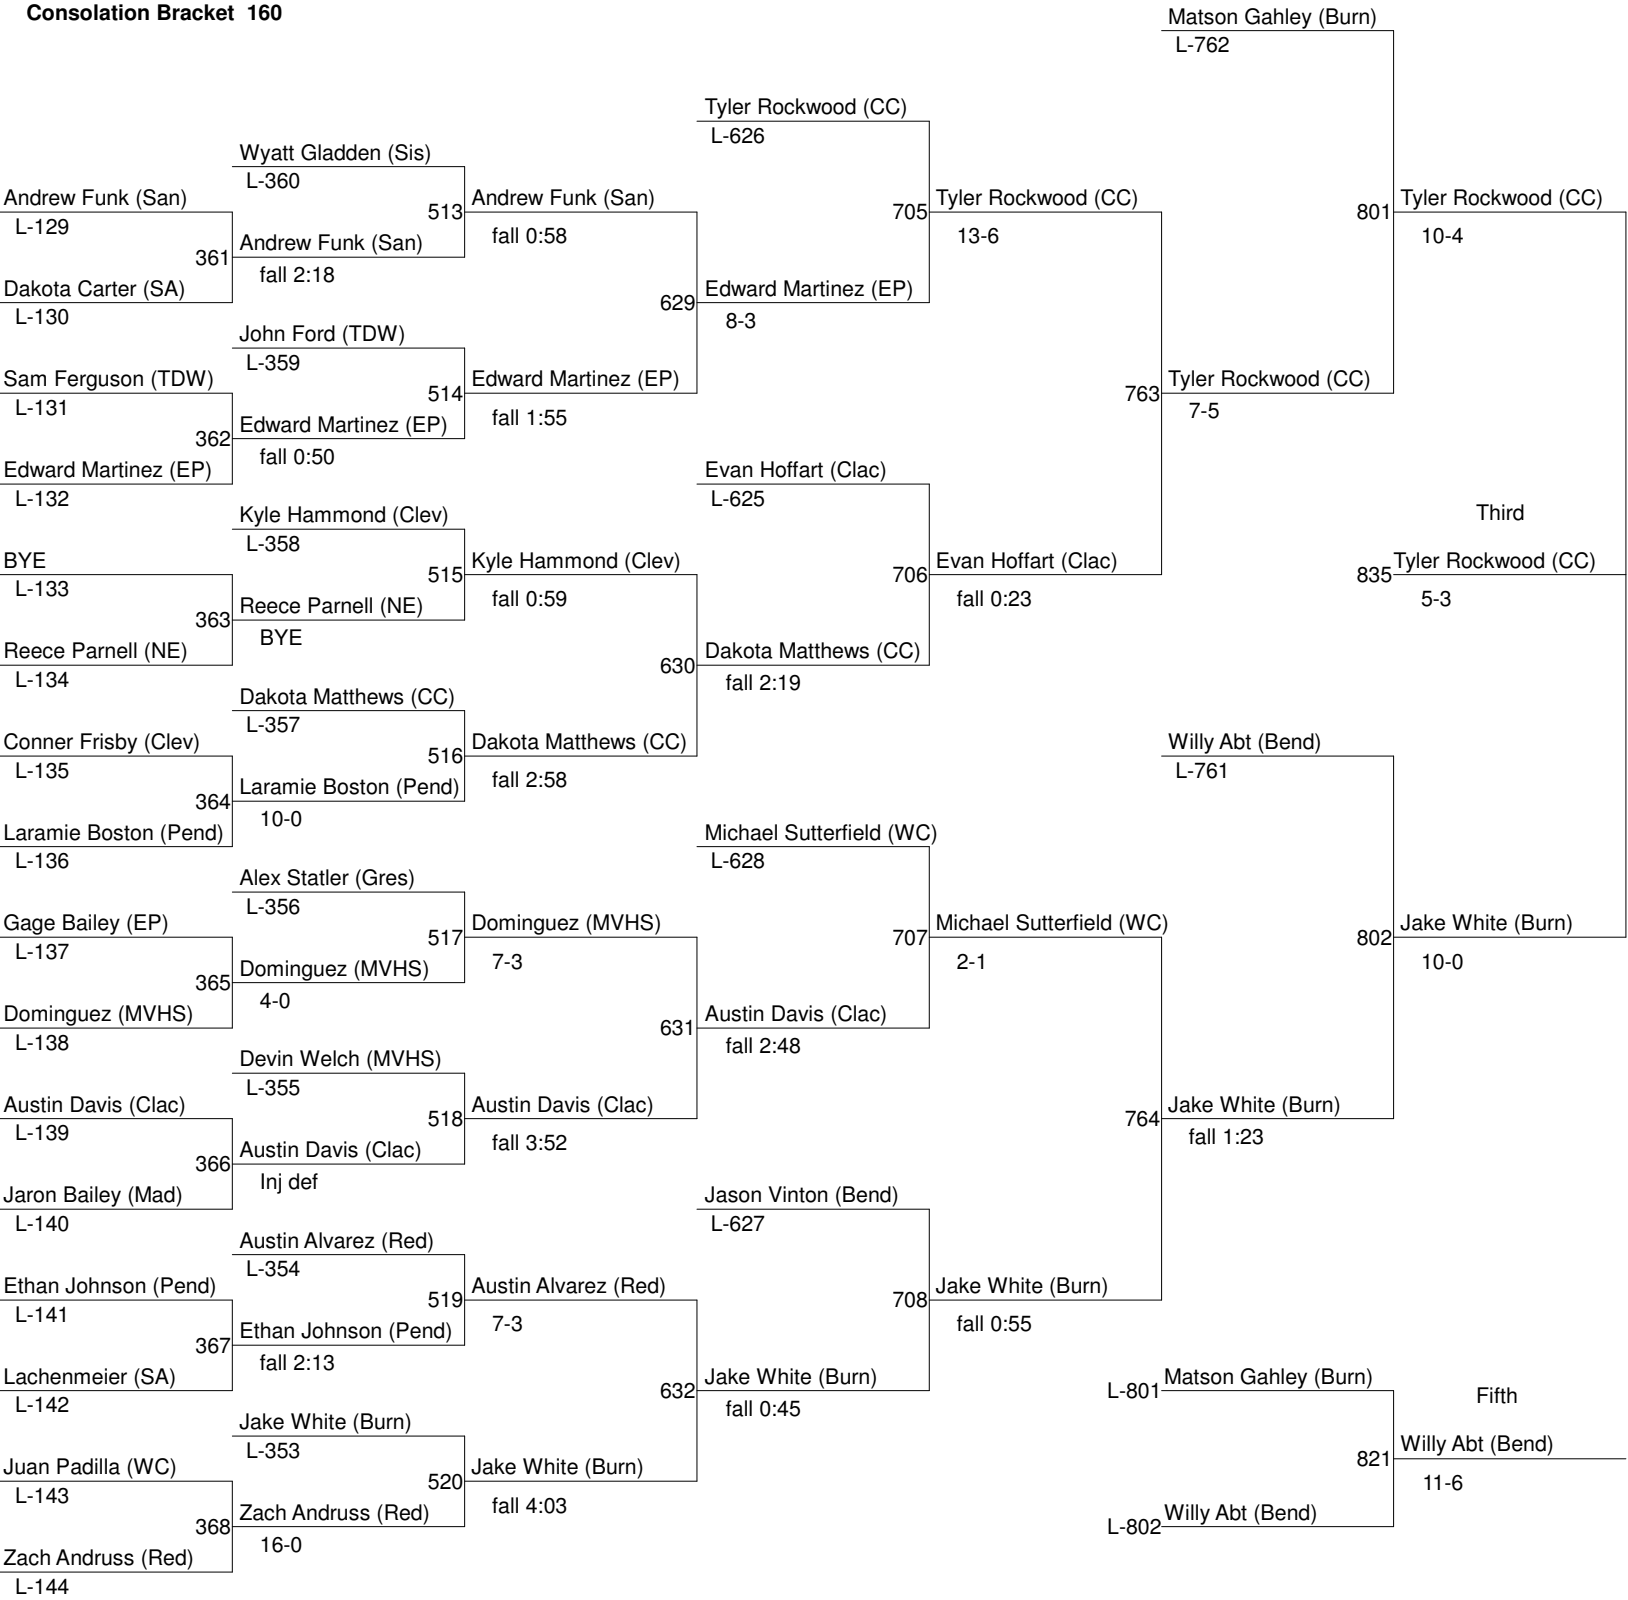 Consolation Bracket 160
Andrew Funk (San)
L-129
Dakota Carter (SA)
L-130
Sam Ferguson (TDW)
L-131
Edward Martinez (EP)
L-132
BYE
L-133
Reece Parnell (NE)
L-134
Conner Frisby (Clev)
L-135
Laramie Boston (Pend)
L-136
Gage Bailey (EP)
L-137
Dominguez (MVHS)
L-138
Austin Davis (Clac)
L-139
Jaron Bailey (Mad)
L-140
Ethan Johnson (Pend)
L-141
Lachenmeier (SA)
L-142
Juan Padilla (WC)
L-143
Zach Andruss (Red)
L-144
Wyatt Gladden (Sis)
L-360
361
Andrew Funk (San)
fall 2:18
John Ford (TDW)
L-359
362
Edward Martinez (EP)
fall 0:50
Kyle Hammond (Clev)
L-358
363
Reece Parnell (NE)
BYE
Dakota Matthews (CC)
L-357
364
Laramie Boston (Pend)
10-0
Alex Statler (Gres)
L-356
365
Dominguez (MVHS)
4-0
Devin Welch (MVHS)
L-355
366
Austin Davis (Clac)
Inj def
Austin Alvarez (Red)
L-354
367
Ethan Johnson (Pend)
fall 2:13
Jake White (Burn)
L-353
368
Zach Andruss (Red)
16-0
513
Andrew Funk (San)
fall 0:58
514
Edward Martinez (EP)
fall 1:55
515
Kyle Hammond (Clev)
fall 0:59
516
Dakota Matthews (CC)
fall 2:58
517
Dominguez (MVHS)
7-3
518
Austin Davis (Clac)
fall 3:52
519
Austin Alvarez (Red)
7-3
520
Jake White (Burn)
fall 4:03
Tyler Rockwood (CC)
L-626
629
Edward Martinez (EP)
8-3
Evan Hoffart (Clac)
L-625
630
Dakota Matthews (CC)
fall 2:19
Michael Sutterfield (WC)
L-628
631
Austin Davis (Clac)
fall 2:48
Jason Vinton (Bend)
L-627
632
Jake White (Burn)
fall 0:45
705
Tyler Rockwood (CC)
13-6
706
Evan Hoffart (Clac)
fall 0:23
707
Michael Sutterfield (WC)
2-1
708
Jake White (Burn)
fall 0:55
Matson Gahley (Burn)
L-762
763
Tyler Rockwood (CC)
7-5
Willy Abt (Bend)
L-761
764
Jake White (Burn)
fall 1:23
801
Tyler Rockwood (CC)
10-4
Third
835
Tyler Rockwood (CC)
5-3
802
Jake White (Burn)
10-0
L-801
Matson Gahley (Burn)
L-802
Willy Abt (Bend)
Fifth
821
Willy Abt (Bend)
11-6